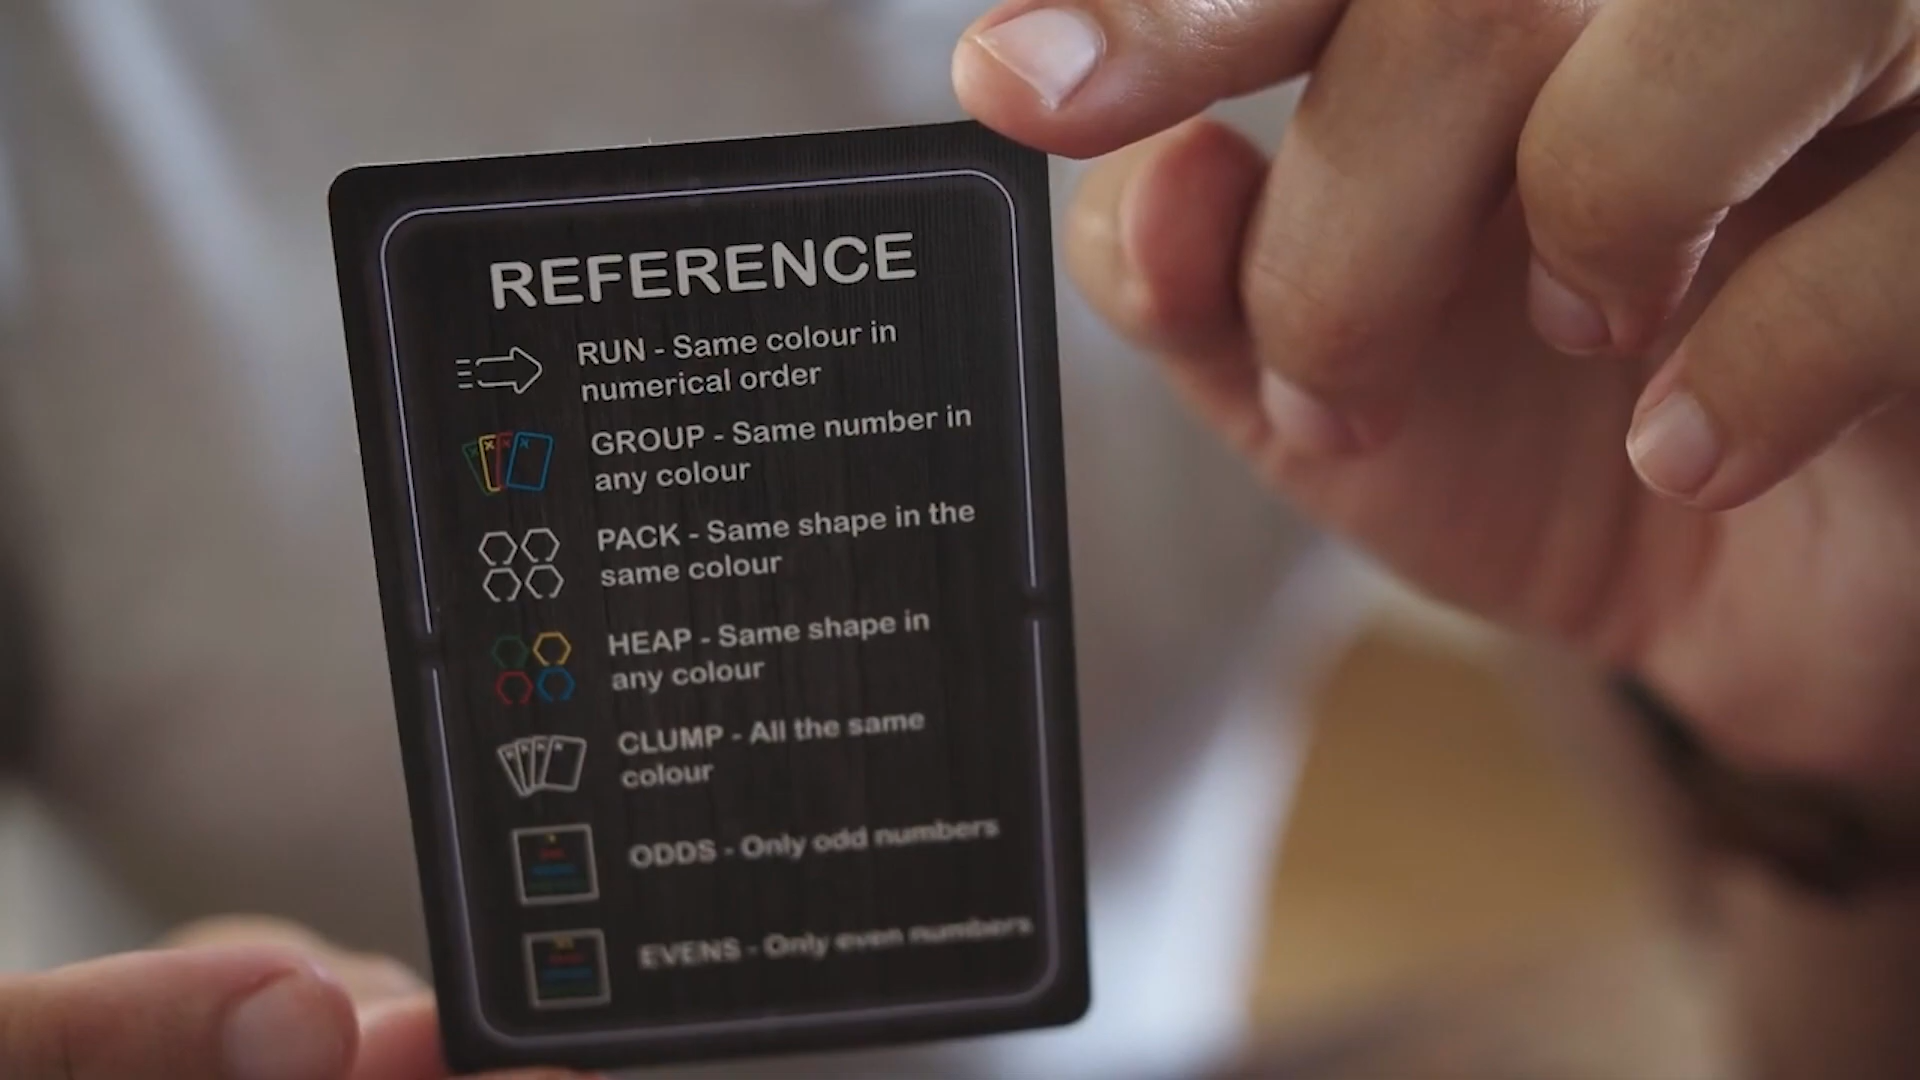 REFERENCE
RUN - Same colour in
numerical order
GROUP - Same number in
any colour
PACK - Same shape in the
same colour
HEAP - Same shape in
any colour
CLUMP - All the same
colour
ODDS - Only odd numbers
EVENS - Only even numbers